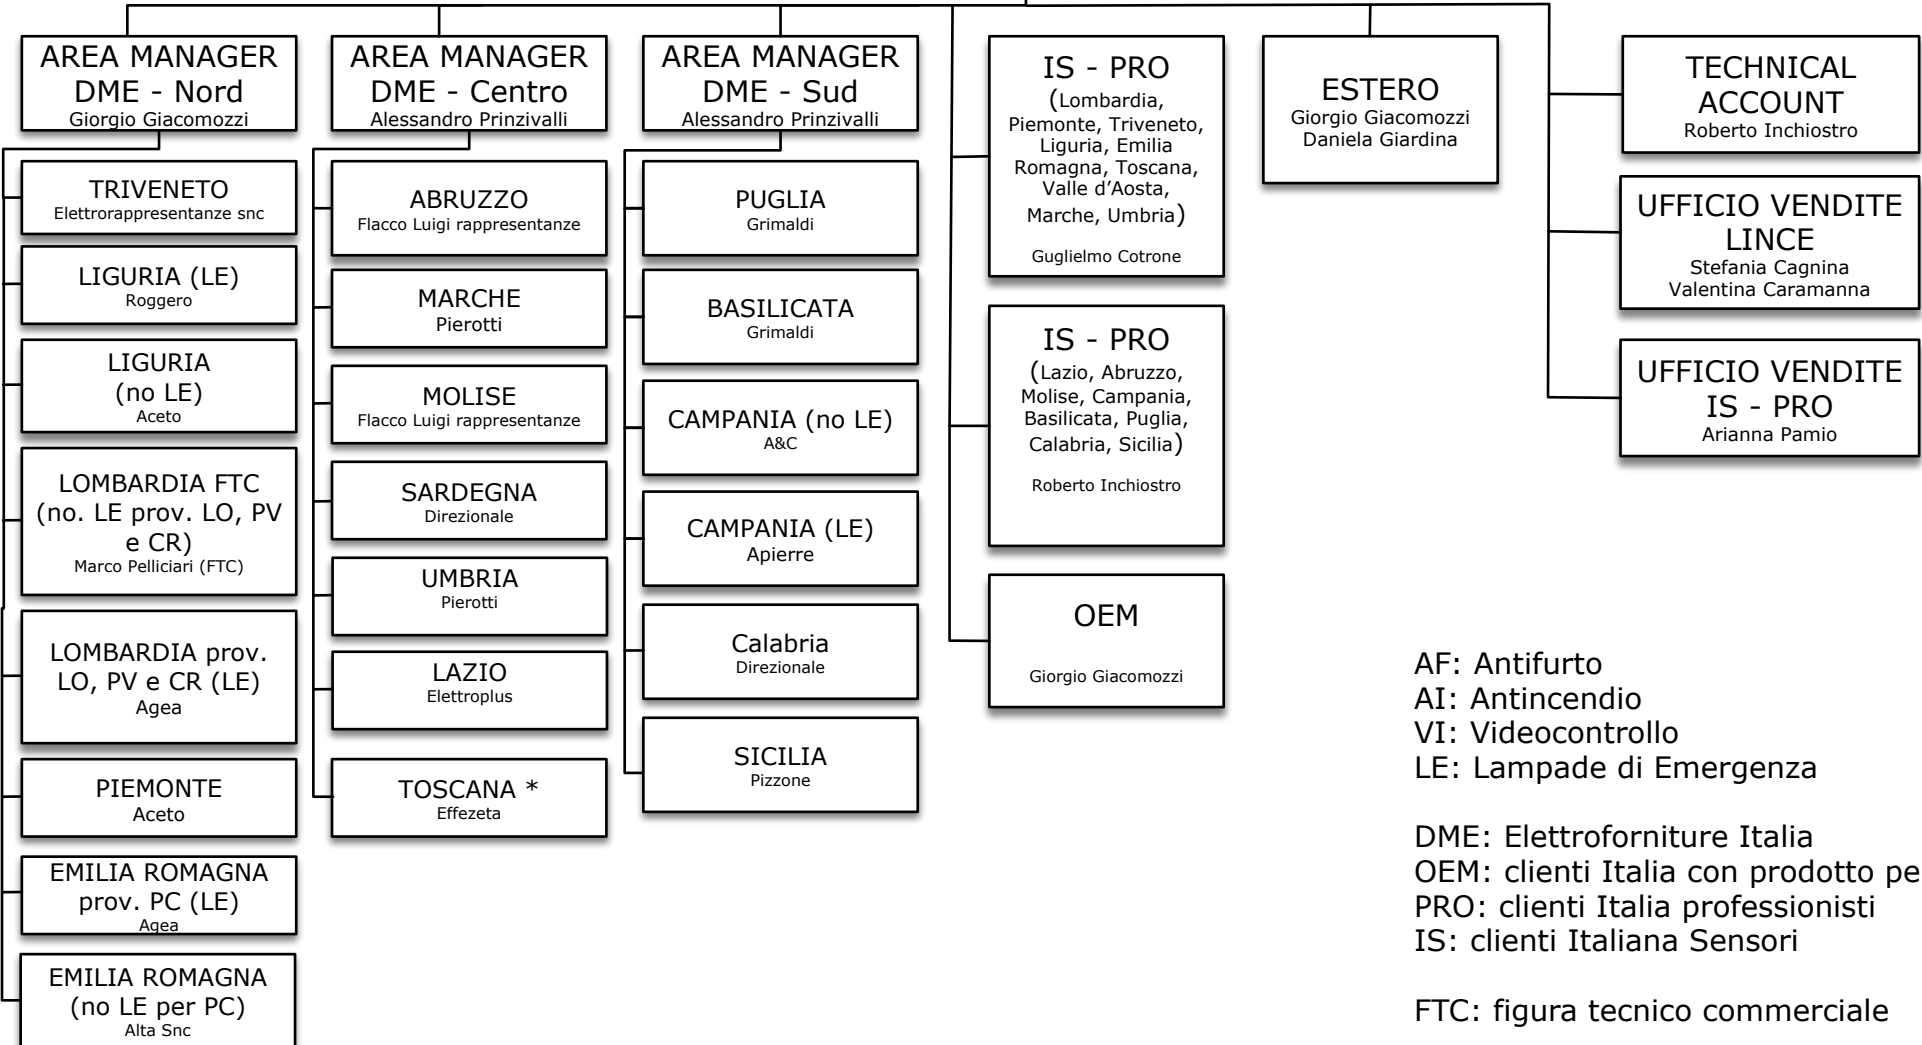 AREA MANAGER
DME - Nord
Giorgio Giacomozzi
TRIVENETO
Elettrorappresentanze snc
LIGURIA (LE)
Roggero
LIGURIA
(no LE)
Aceto
LOMBARDIA FTC
(no. LE prov. LO, PV
e CR)
Marco Pelliciari (FTC)
LOMBARDIA prov.
LO, PV e CR (LE)
Agea
PIEMONTE
Aceto
EMILIA ROMAGNA
prov. PC (LE)
Agea
EMILIA ROMAGNA
(no LE per PC)
Alta Snc
AREA MANAGER
DME - Centro
Alessandro Prinzivalli
ABRUZZO
Flacco Luigi rappresentanze
MARCHE
Pierotti
MOLISE
Flacco Luigi rappresentanze
SARDEGNA
Direzionale
UMBRIA
Pierotti
LAZIO
Elettroplus
TOSCANA *
Effezeta
AREA MANAGER
DME - Sud
Alessandro Prinzivalli
PUGLIA
Grimaldi
BASILICATA
Grimaldi
CAMPANIA (no LE)
A&C
CAMPANIA (LE)
Apierre
Calabria
Direzionale
SICILIA
Pizzone
IS - PRO
(Lombardia,
Piemonte, Triveneto,
Liguria, Emilia
Romagna, Toscana,
Valle d’Aosta,
Marche, Umbria)
Guglielmo Cotrone
IS - PRO
(Lazio, Abruzzo,
Molise, Campania,
Basilicata, Puglia,
Calabria, Sicilia)
Roberto Inchiostro
OEM
Giorgio Giacomozzi
ESTERO
Giorgio Giacomozzi
Daniela Giardina
TECHNICAL
ACCOUNT
Roberto Inchiostro
UFFICIO VENDITE
LINCE
Stefania Cagnina
Valentina Caramanna
UFFICIO VENDITE
IS - PRO
Arianna Pamio
AF: Antifurto
AI: Antincendio
VI: Videocontrollo
LE: Lampade di Emergenza
DME: Elettroforniture Italia
OEM: clienti Italia con prodotto pe
PRO: clienti Italia professionisti
IS: clienti Italiana Sensori
FTC: figura tecnico commerciale